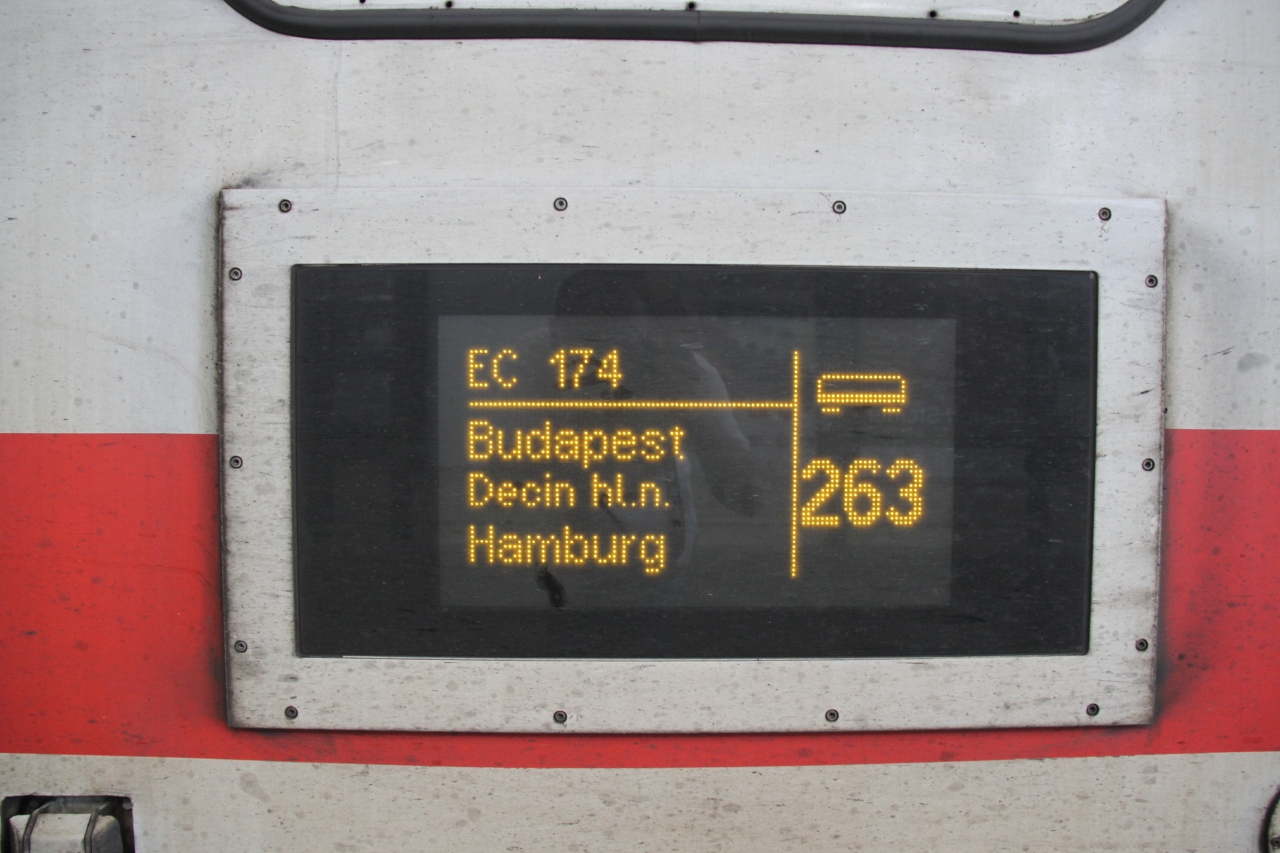 EC 174
Budapest
Decin hl.n.
Hamburg
263